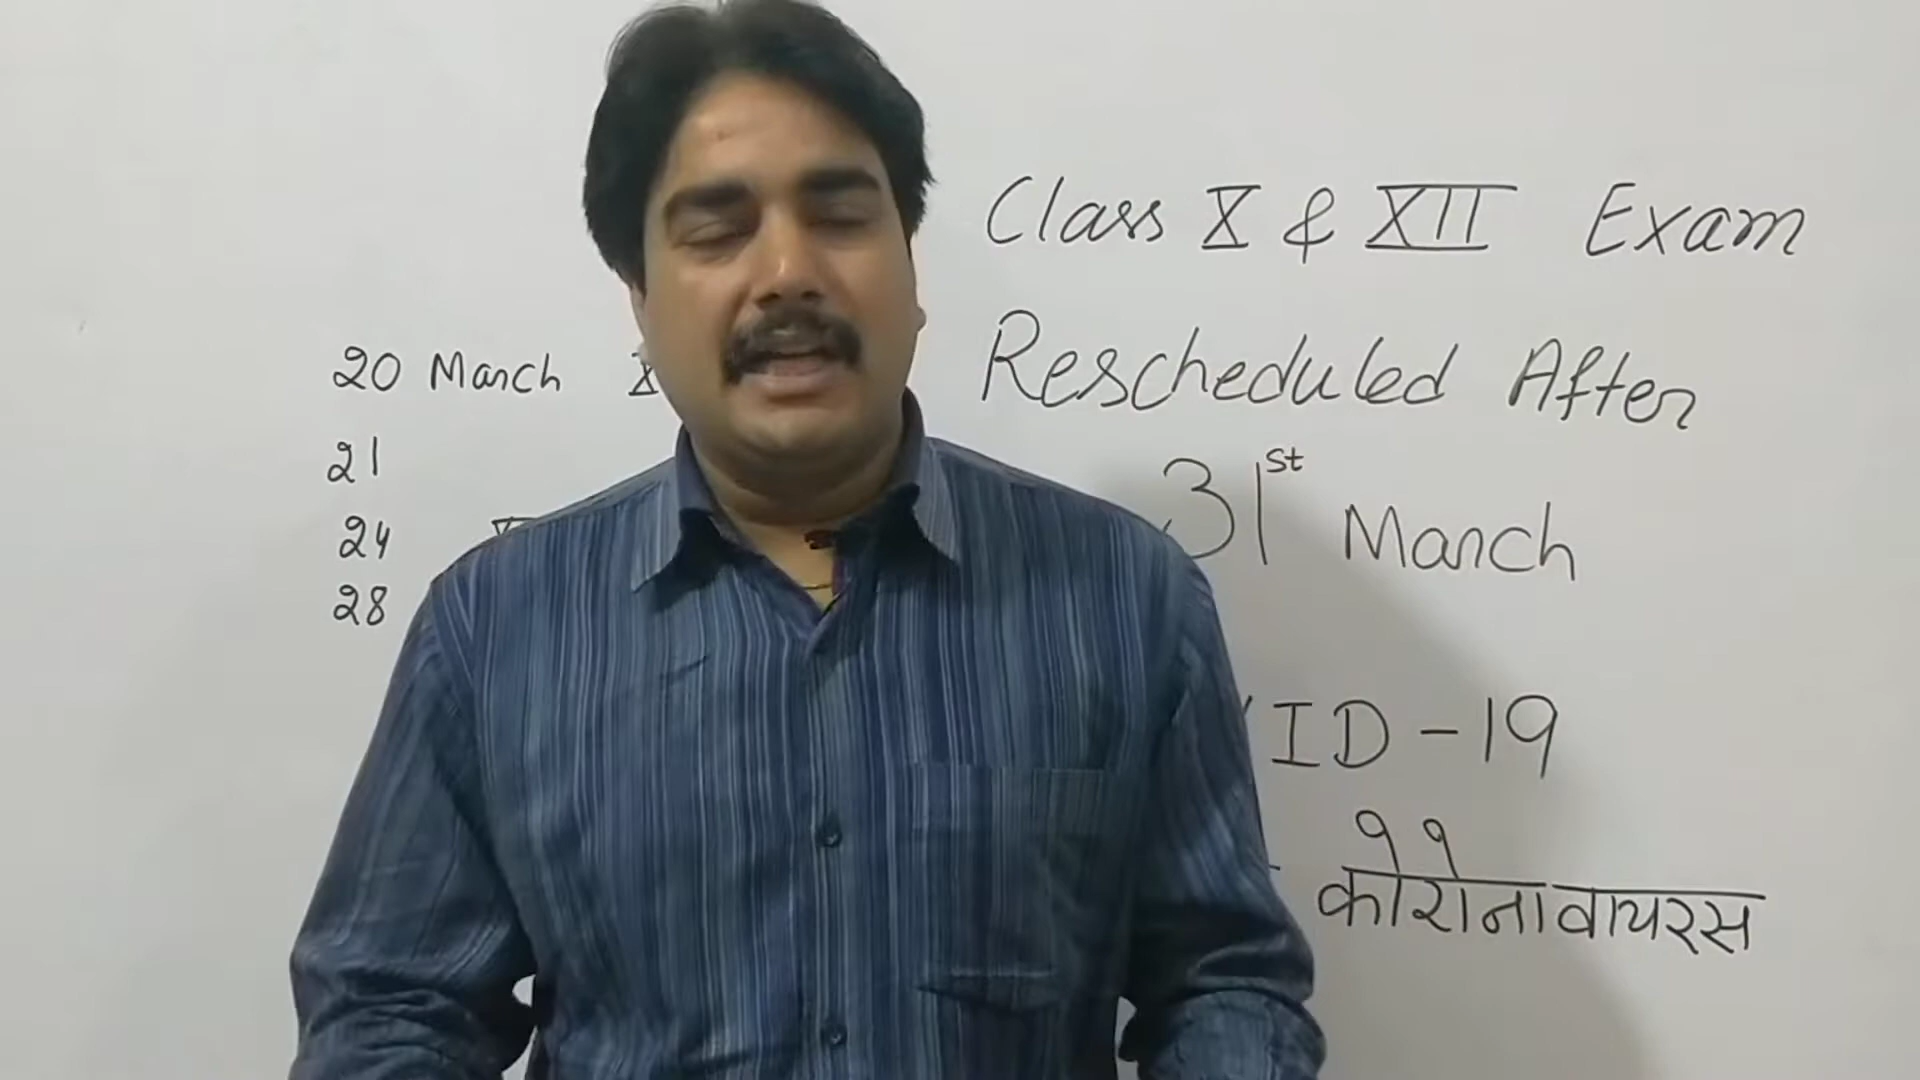 Class X & XII Exam
Rescheduled After
31st March
20 March X
21
24
28
ID-19
कोरोनावायरस